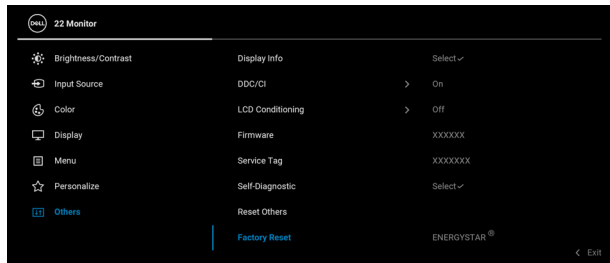 DELL 22 Monitor
Brightness/Contrast Display Info Select✓
Input Source DDC/CI > On
Color LCD Conditioning > Off
Display Firmware XXXXXX
Menu Service Tag XXXXXXX
Personalize Self-Diagnostic Select✓
Others Reset Others
Factory Reset ENERGYSTAR ®
< Exit